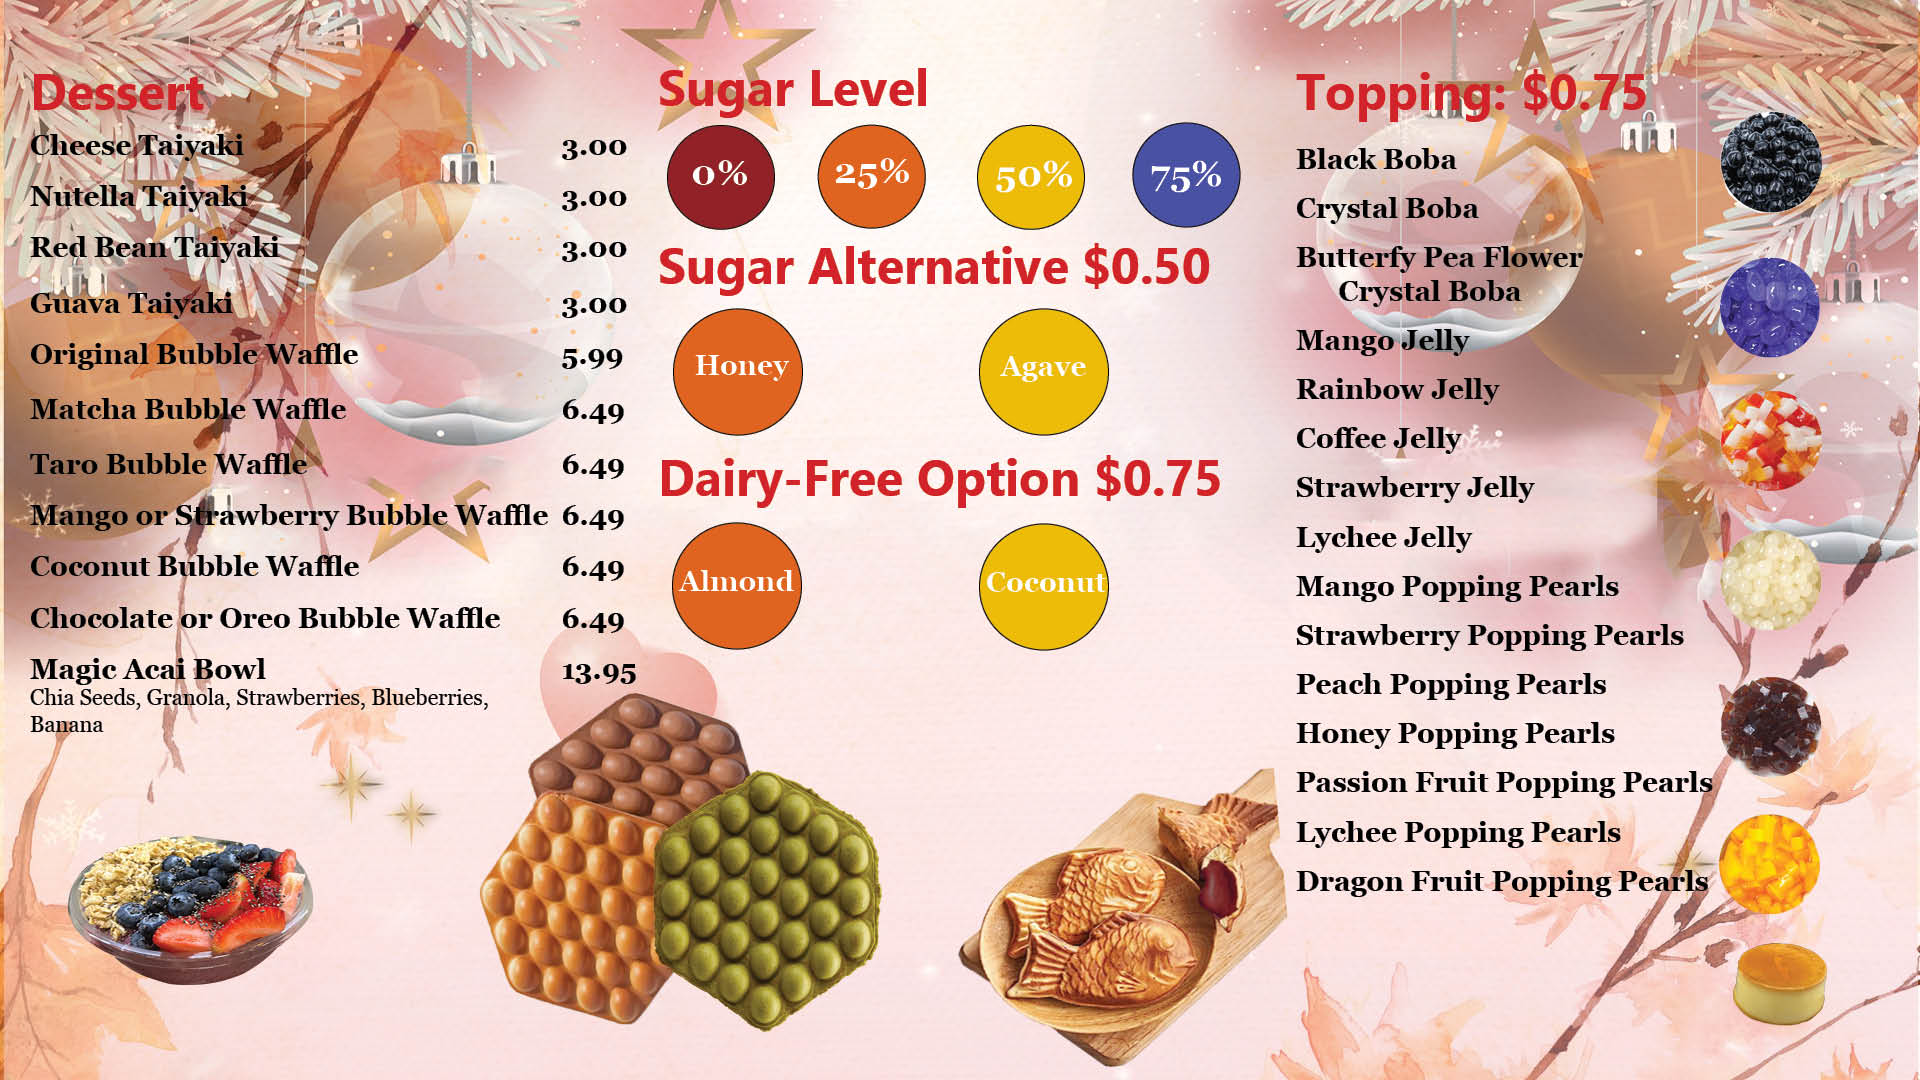 Dessert
Cheese Taiyaki 3.00
Nutella Taiyaki 3.00
Red Bean Taiyaki 3.00
Guava Taiyaki 3.00
Original Bubble Waffle 5.99
Matcha Bubble Waffle 6.49
Taro Bubble Waffle 6.49
Mango or Strawberry Bubble Waffle 6.49
Coconut Bubble Waffle 6.49
Chocolate or Oreo Bubble Waffle 6.49
Magic Acai Bowl 13.95
Chia Seeds, Granola, Strawberries, Blueberries,
Banana
Sugar Level
0% 25% 50% 75%
Sugar Alternative $0.50
Honey Agave
Dairy-Free Option $0.75
Almond Coconut
Topping: $0.75
Black Boba
Crystal Boba
Butterfy Pea Flower
Crystal Boba
Mango Jelly
Rainbow Jelly
Coffee Jelly
Strawberry Jelly
Lychee Jelly
Mango Popping Pearls
Strawberry Popping Pearls
Peach Popping Pearls
Honey Popping Pearls
Passion Fruit Popping Pearls
Lychee Popping Pearls
Dragon Fruit Popping Pearls